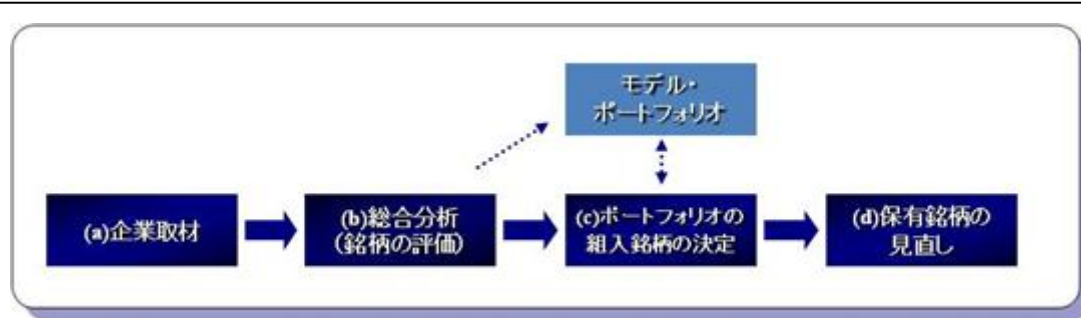 モデル・
ポートフォリオ
(a)企業取材
(b)総合分析
(銘柄の評価)
(c)ポートフォリオの
組入銘柄の決定
(d)保有銘柄の
見直し